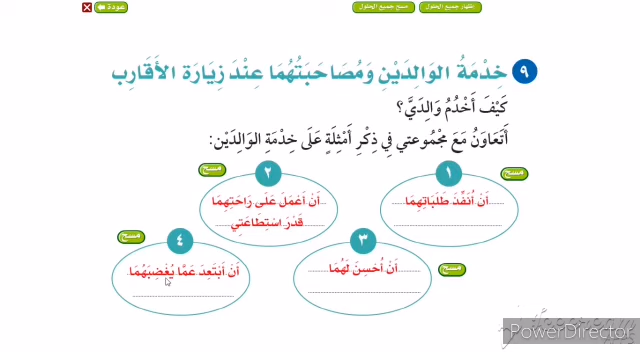 عودة
مسح جميع الحلول
إظهار جميع الحلول
٩ خِدْمَةُ الوَالِدَيْنِ وَمُصَاحَبَتُهُمَا عِنْدَ زِيَارَةِ الأَقَارِب
كَيْفَ أَخْدُمُ وَالِدَيَّ؟
أَتَعَاوَنُ مَعَ مَجْمُوعَتي فِي ذِكْرِ أَمْثِلَةٍ عَلَى خِدْمَةِ الوَالِدَيْن:
مسح
١
أَنْ أُنَفِّذَ طَلَبَاتِهِمَا
مسح
٢
أَنْ أَعْمَلَ عَلَى رَاحَتِهِمَا
قَدْرَ اسْتِطَاعَتِي
مسح
٣
أَنْ أُحْسِنَ لَهُمَا
مسح
٤
أَنْ أَبْتَعِدَ عَمَّا يُغْضِبُهُمَا
PowerDirector